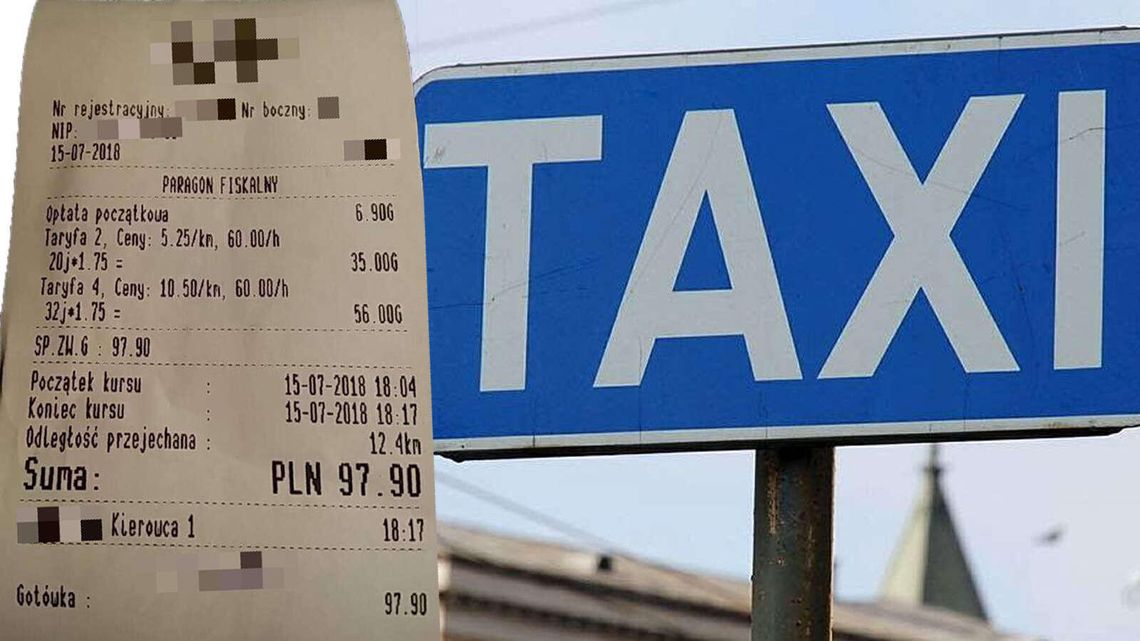 Nr rejestracyjny: Nr boczny:
NIP:
15-07-2018
PARAGON FISKALNY
Opłata początkowa 6.90G
Taryfa 2, Ceny: 5.25/km, 60.00/h
20j*1.75 = 35.00G
Taryfa 4, Ceny: 10.50/km, 60.00/h
32j*1.75 = 56.00G
SP.ZW.G : 97.90
Początek kursu : 15-07-2018 18:04
Koniec kursu : 15-07-2018 18:17
Odległość przejechana : 12.4km
Suma: PLN 97.90
Kierowca 1 18:17
Gotówka : 97.90
TAXI